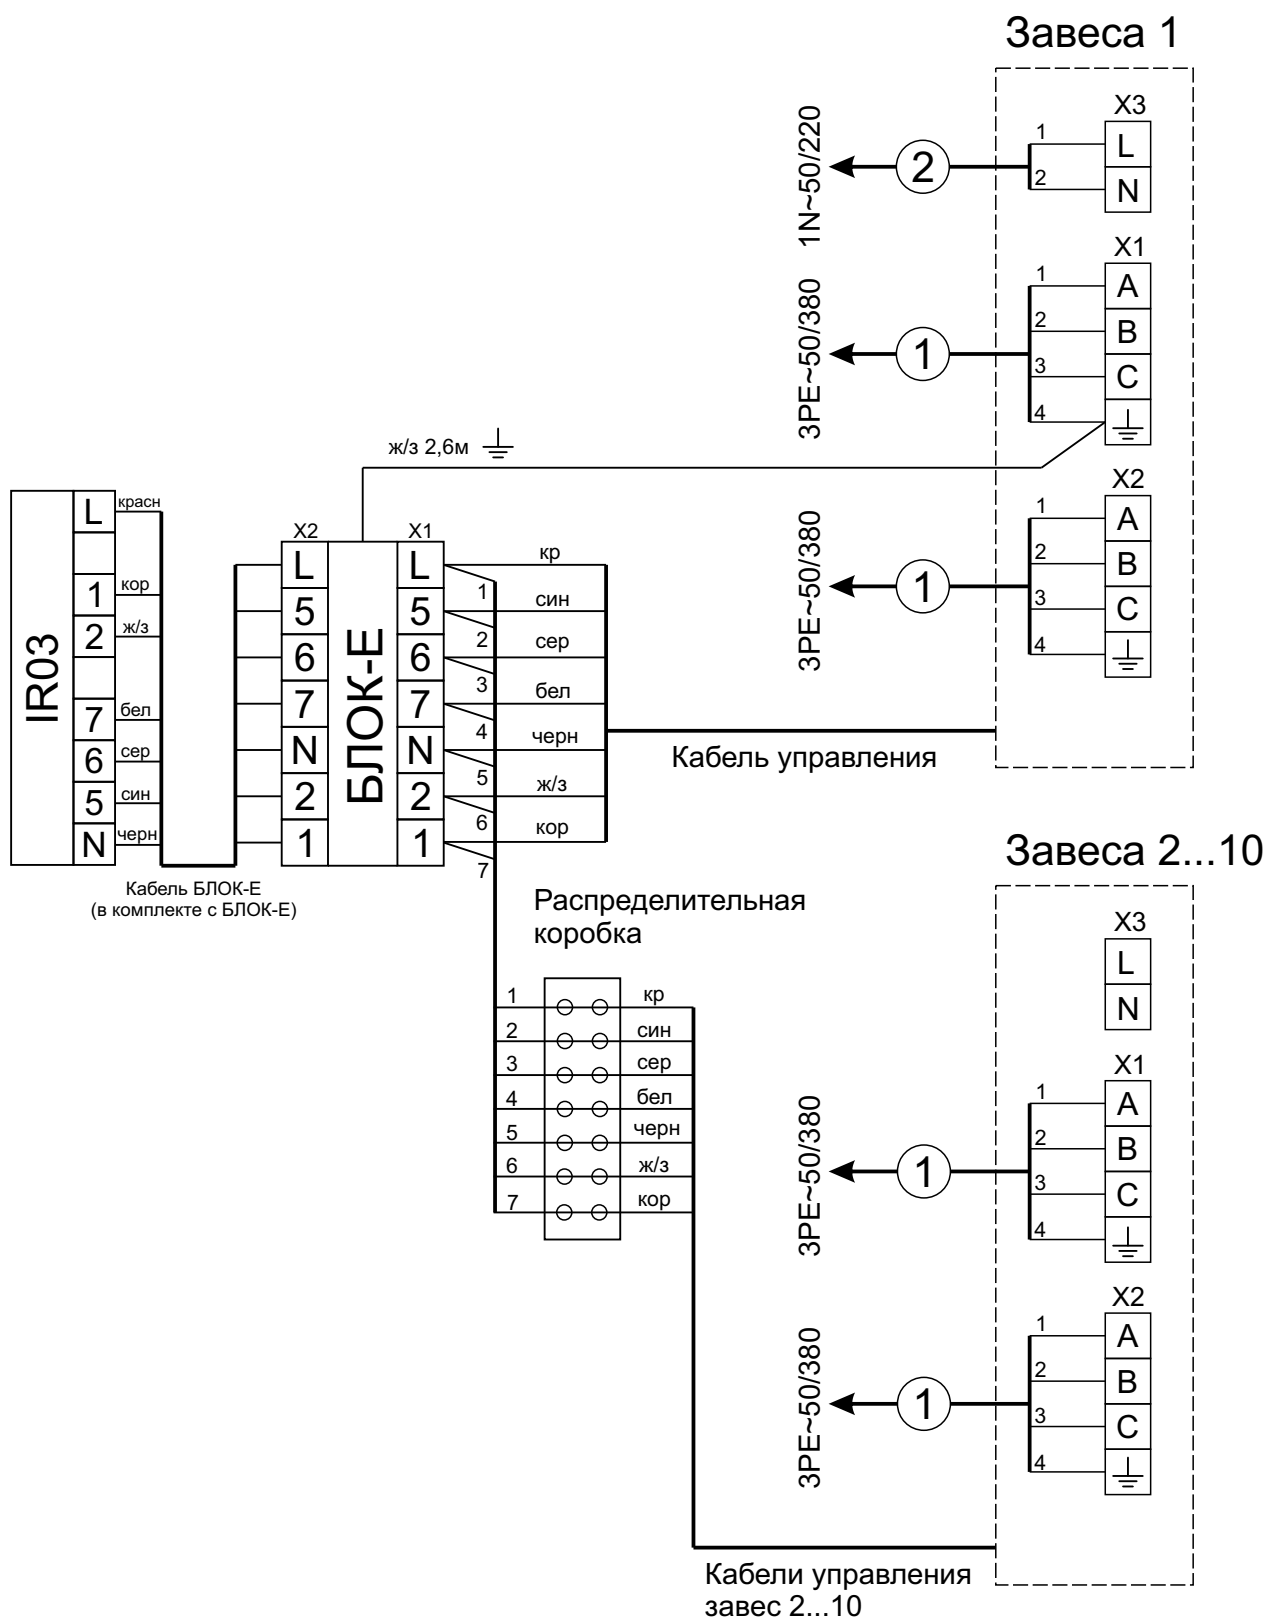 Завеса 1
X3
1
L
2
N
1N~50/220
2
X1
1
A
2
B
3
C
4
3PE~50/380
1
ж/з 2,6м
X2
1
A
2
B
3
C
4
3PE~50/380
1
IR03
L
красн
1
кор
2
ж/з
7
бел
6
сер
5
син
N
черн
Кабель БЛОК-Е
(в комплекте с БЛОК-Е)
X2
L
5
6
7
N
2
1
БЛОК-Е
X1
L
5
6
7
N
2
1
кр
1
син
2
сер
3
бел
4
черн
5
ж/з
6
кор
7
Кабель управления
Распределительная
коробка
1
кр
2
син
3
сер
4
бел
5
черн
6
ж/з
7
кор
Завеса 2...10
X3
L
N
X1
1
A
2
B
3
C
4
3PE~50/380
1
X2
1
A
2
B
3
C
4
3PE~50/380
1
Кабели управления
завес 2...10